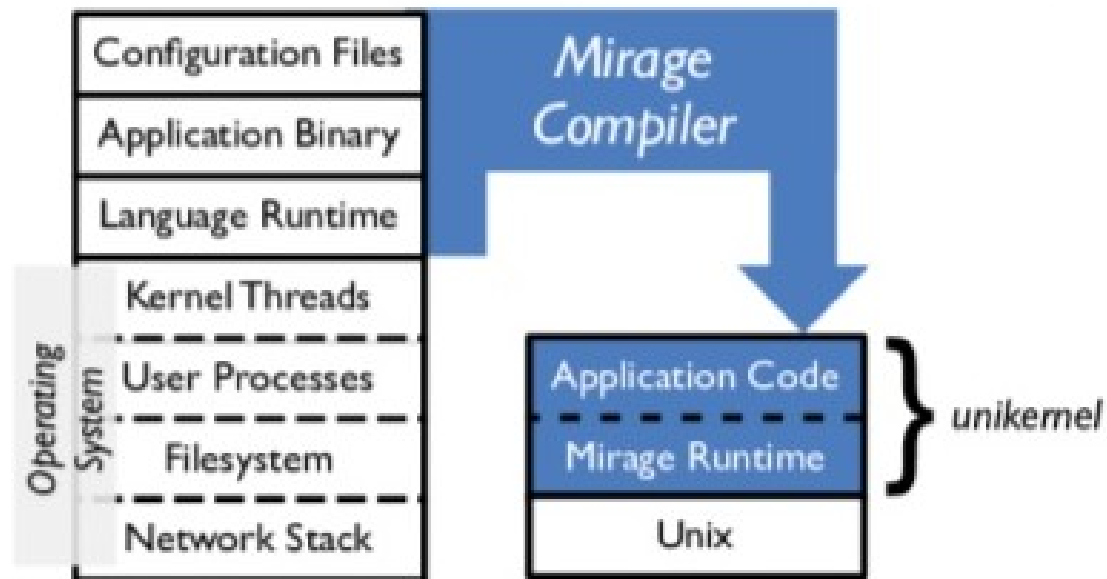 Configuration Files
Mirage
Compiler
Application Binary
Language Runtime
Kernel Threads
User Processes
Filesystem
Network Stack
Operating
System
Application Code
Mirage Runtime
Unix
unikernel